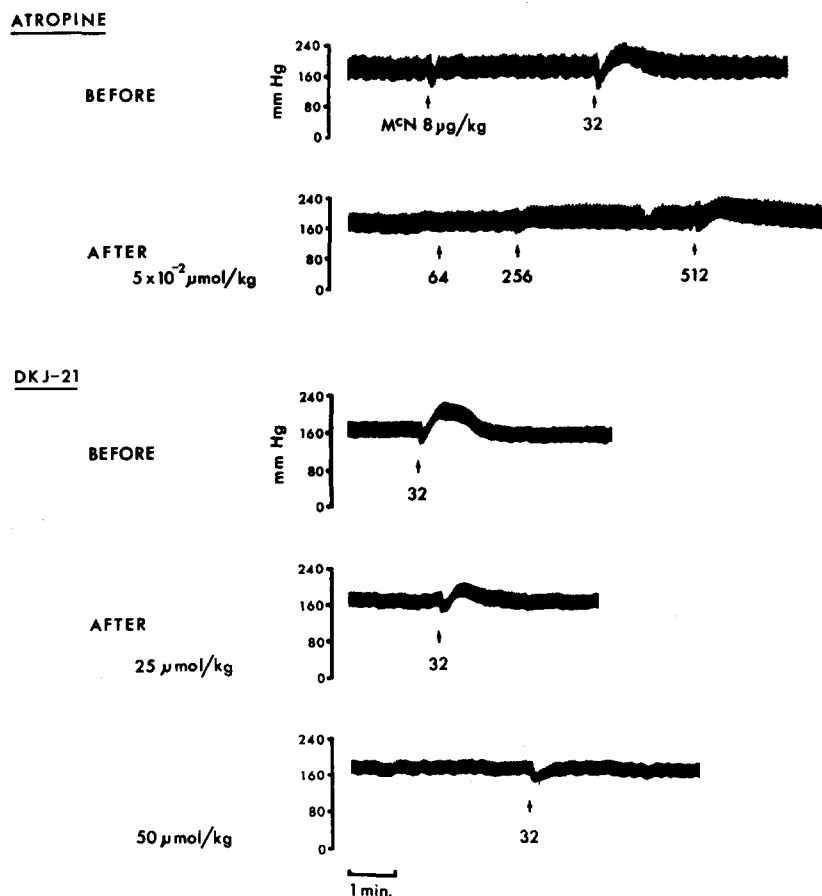 ATROPINE
BEFORE
mm Hg
240
160
80
0
McN 8 µg/kg
32
AFTER
5 x 10-2 µmol/kg
240
160
80
0
64
256
512
DKJ-21
BEFORE
mm Hg
240
160
80
0
32
AFTER
25 µmol/kg
240
160
80
0
32
50 µmol/kg
240
160
80
0
32
1 min.